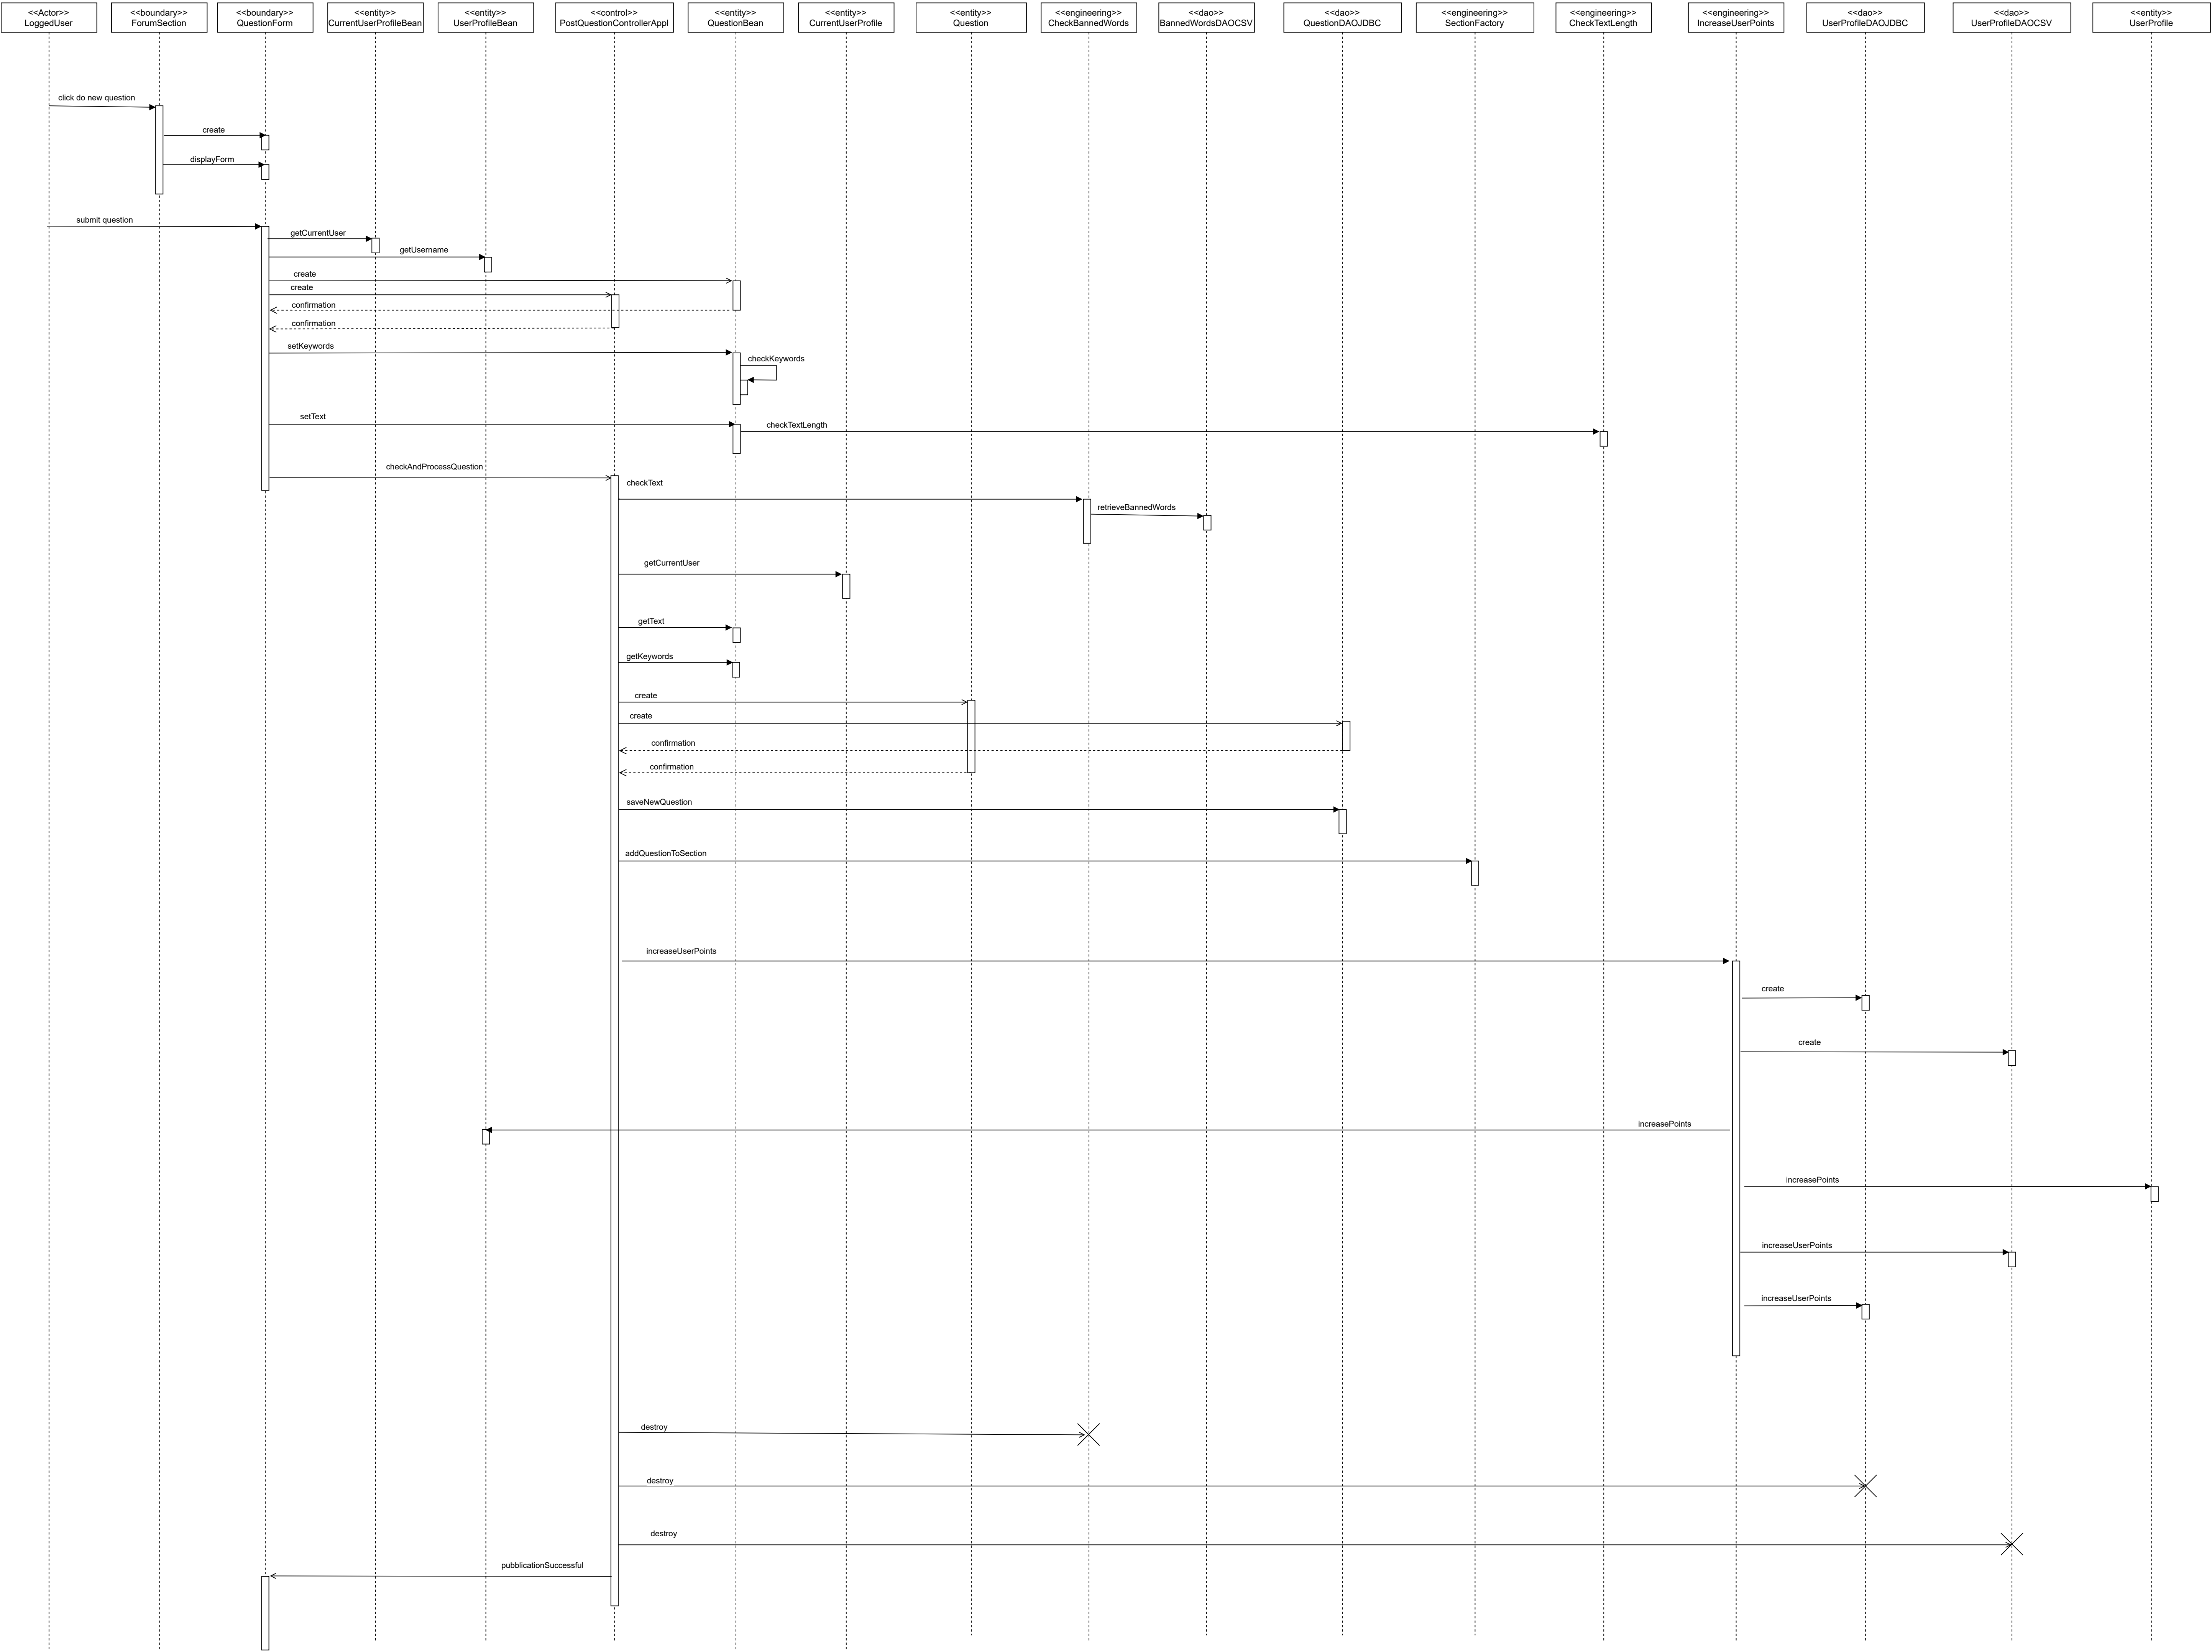 <<Actor>>
LoggedUser
<<boundary>>
ForumSection
<<boundary>>
QuestionForm
<<entity>>
CurrentUserProfileBean
<<entity>>
UserProfileBean
<<control>>
PostQuestionControllerAppl
<<entity>>
QuestionBean
<<entity>>
CurrentUserProfile
<<entity>>
Question
<<engineering>>
CheckBannedWords
<<dao>>
BannedWordsDAOCSV
<<dao>>
QuestionDAOJDBC
<<engineering>>
SectionFactory
<<engineering>>
CheckTextLength
<<engineering>>
IncreaseUserPoints
<<dao>>
UserProfileDAOJDBC
<<dao>>
UserProfileDAOCSV
<<entity>>
UserProfile
click do new question
create
displayForm
submit question
getCurrentUser
getUsername
create
create
confirmation
confirmation
setKeywords
checkKeywords
setText
checkTextLength
checkAndProcessQuestion
checkText
retrieveBannedWords
getCurrentUser
getText
getKeywords
create
create
confirmation
confirmation
saveNewQuestion
addQuestionToSection
increaseUserPoints
create
create
increasePoints
increasePoints
increaseUserPoints
increaseUserPoints
destroy
destroy
destroy
pubblicationSuccessful